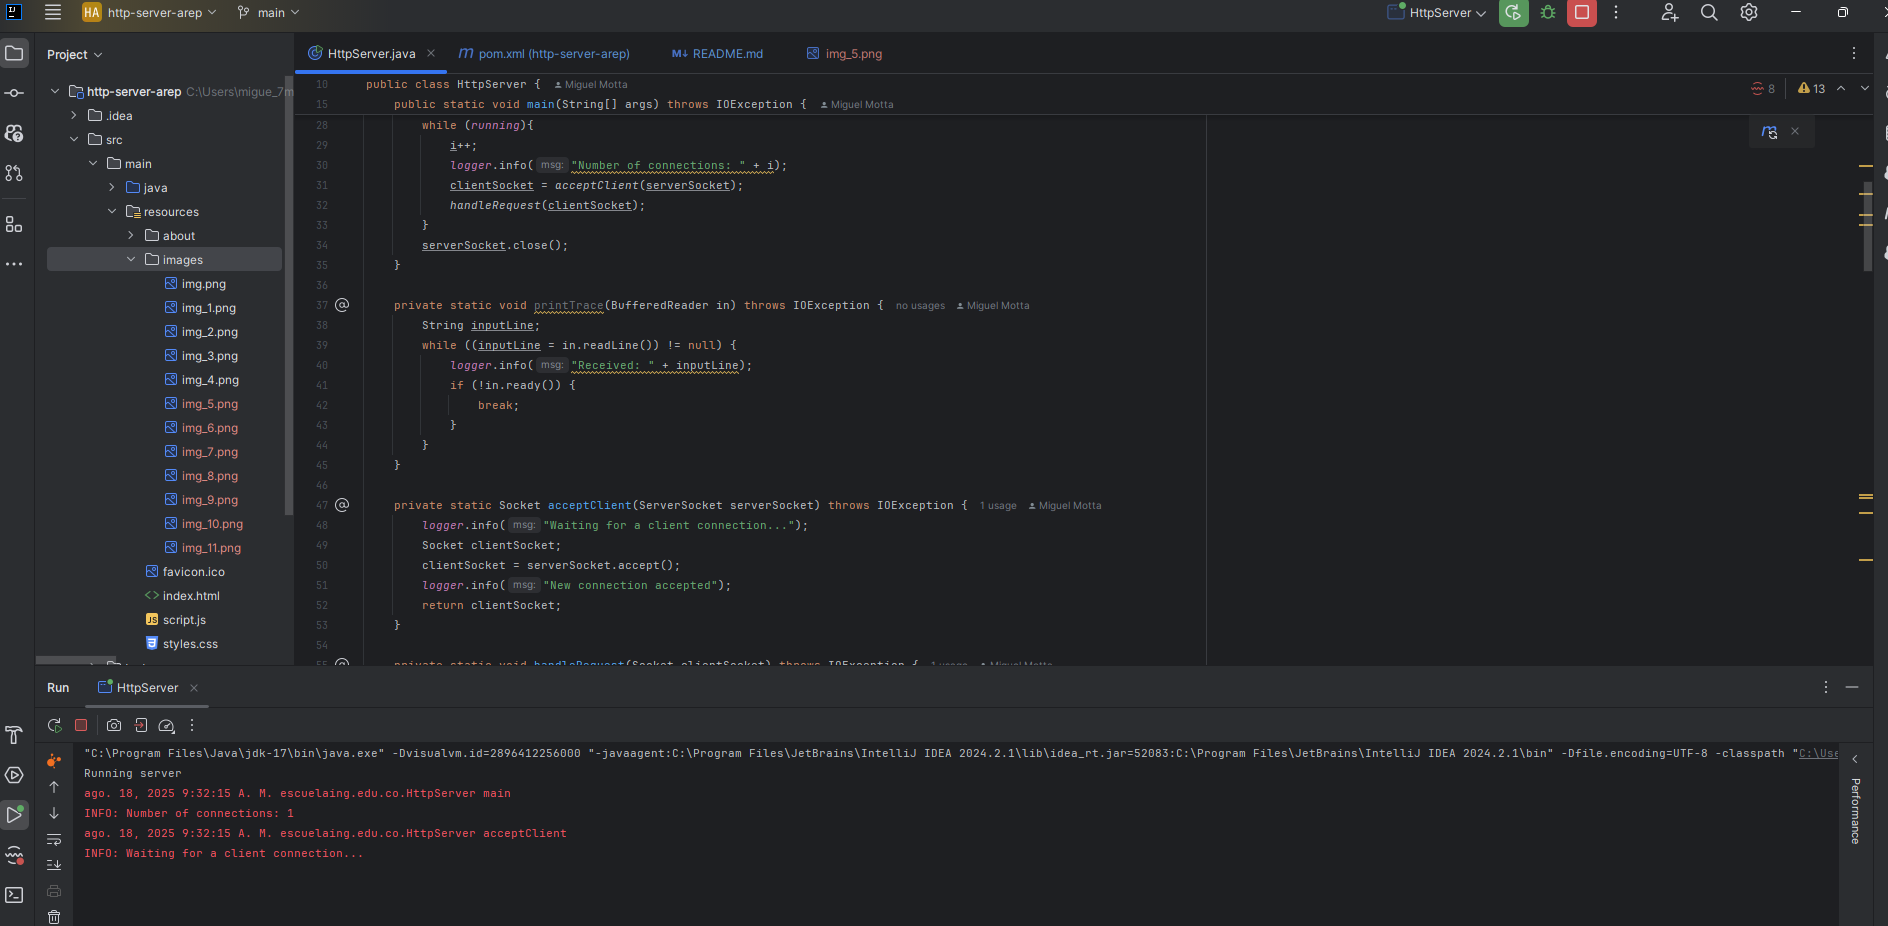 HA http-server-arep main HttpServer
Project
HttpServer.java pom.xml (http-server-arep) README.md img_5.png
http-server-arep C:\Users\migue_7m
.idea
src
main
java
resources
about
images
img.png
img_1.png
img_2.png
img_3.png
img_4.png
img_5.png
img_6.png
img_7.png
img_8.png
img_9.png
img_10.png
img_11.png
favicon.ico
index.html
script.js
styles.css
8 13
10 public class HttpServer { Miguel Motta
15 public static void main(String[] args) throws IOException { Miguel Motta
28 while (running){
29 i++;
30 logger.info( msg: "Number of connections: " + i);
31 clientSocket = acceptClient(serverSocket);
32 handleRequest(clientSocket);
33 }
34 serverSocket.close();
35 }
36
37 private static void printTrace(BufferedReader in) throws IOException { no usages Miguel Motta
38 String inputLine;
39 while ((inputLine = in.readLine()) != null) {
40 logger.info( msg: "Received: " + inputLine);
41 if (!in.ready()) {
42 break;
43 }
44 }
45 }
46
47 private static Socket acceptClient(ServerSocket serverSocket) throws IOException { 1 usage Miguel Motta
48 logger.info( msg: "Waiting for a client connection...");
49 Socket clientSocket;
50 clientSocket = serverSocket.accept();
51 logger.info( msg: "New connection accepted");
52 return clientSocket;
53 }
54
55 private static void handleRequest(Socket clientSocket) throws IOException { 1 usage Miguel Motta
Run HttpServer
"C:\Program Files\Java\jdk-17\bin\java.exe" -Dvisualvm.id=2896412256000 "-javaagent:C:\Program Files\JetBrains\IntelliJ IDEA 2024.2.1\lib\idea_rt.jar=52083:C:\Program Files\JetBrains\IntelliJ IDEA 2024.2.1\bin" -Dfile.encoding=UTF-8 -classpath "C:\Use
Running server
ago. 18, 2025 9:32:15 A. M. escuelaing.edu.co.HttpServer main
INFO: Number of connections: 1
ago. 18, 2025 9:32:15 A. M. escuelaing.edu.co.HttpServer acceptClient
INFO: Waiting for a client connection...
Performance